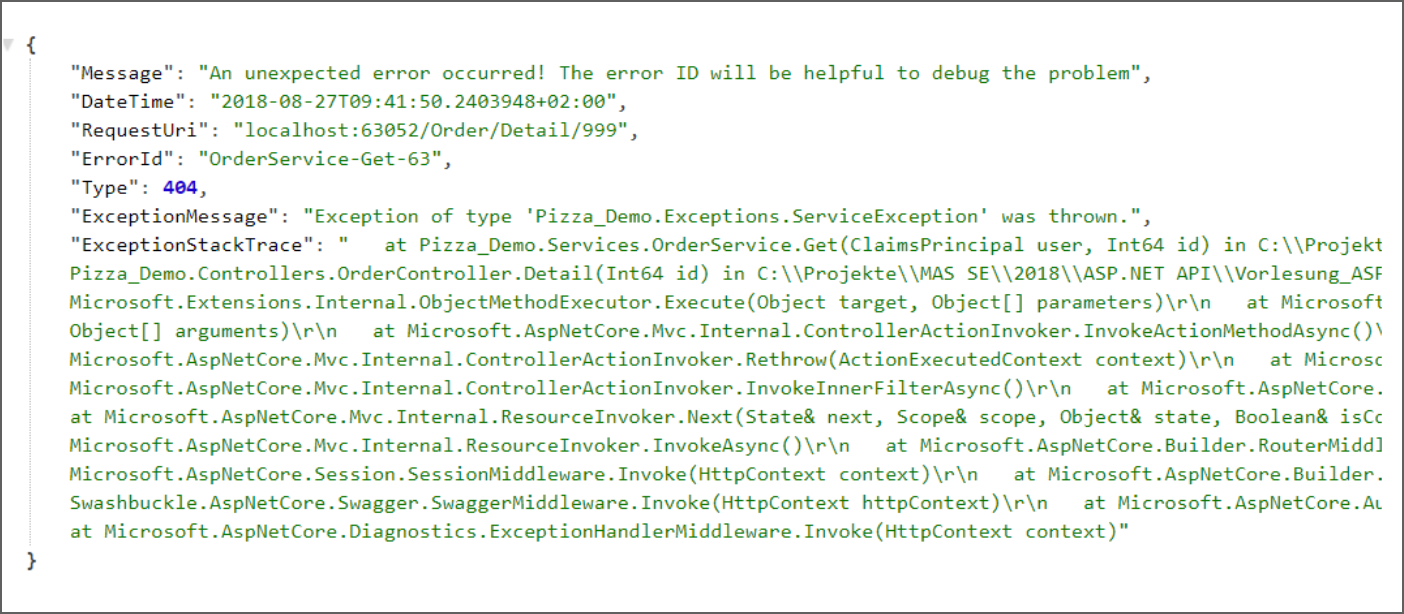 {
"Message": "An unexpected error occurred! The error ID will be helpful to debug the problem",
"DateTime": "2018-08-27T09:41:50.2403948+02:00",
"RequestUri": "localhost:63052/Order/Detail/999",
"ErrorId": "OrderService-Get-63",
"Type": 404,
"ExceptionMessage": "Exception of type 'Pizza_Demo.Exceptions.ServiceException' was thrown.",
"ExceptionStackTrace": "   at Pizza_Demo.Services.OrderService.Get(ClaimsPrincipal user, Int64 id) in C:\\Projekt
Pizza_Demo.Controllers.OrderController.Detail(Int64 id) in C:\\Projekte\\MAS SE\\2018\\ASP.NET API\\Vorlesung_ASP
Microsoft.Extensions.Internal.ObjectMethodExecutor.Execute(Object target, Object[] parameters)\r\n   at Microsoft
Object[] arguments)\r\n   at Microsoft.AspNetCore.Mvc.Internal.ControllerActionInvoker.InvokeActionMethodAsync()\
Microsoft.AspNetCore.Mvc.Internal.ControllerActionInvoker.Rethrow(ActionExecutedContext context)\r\n   at Microsc
Microsoft.AspNetCore.Mvc.Internal.ControllerActionInvoker.InvokeInnerFilterAsync()\r\n   at Microsoft.AspNetCore.
at Microsoft.AspNetCore.Mvc.Internal.ResourceInvoker.Next(State& next, Scope& scope, Object& state, Boolean& isCo
Microsoft.AspNetCore.Mvc.Internal.ResourceInvoker.InvokeAsync()\r\n   at Microsoft.AspNetCore.Builder.RouterMiddl
Microsoft.AspNetCore.Session.SessionMiddleware.Invoke(HttpContext context)\r\n   at Microsoft.AspNetCore.Builder.
Swashbuckle.AspNetCore.Swagger.SwaggerMiddleware.Invoke(HttpContext httpContext)\r\n   at Microsoft.AspNetCore.Au
at Microsoft.AspNetCore.Diagnostics.ExceptionHandlerMiddleware.Invoke(HttpContext context)"
}